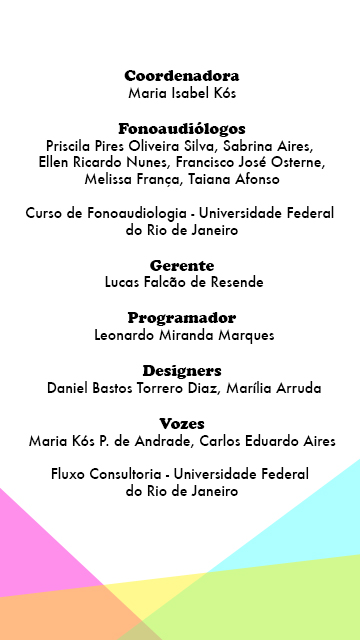 Coordenadora
Maria Isabel Kós
Fonoaudiólogos
Priscila Pires Oliveira Silva, Sabrina Aires,
Ellen Ricardo Nunes, Francisco José Osterne,
Melissa França, Taiana Afonso
Curso de Fonoaudiologia - Universidade Federal
do Rio de Janeiro
Gerente
Lucas Falcão de Resende
Programador
Leonardo Miranda Marques
Designers
Daniel Bastos Torrero Diaz, Marília Arruda
Vozes
Maria Kós P. de Andrade, Carlos Eduardo Aires
Fluxo Consultoria - Universidade Federal
do Rio de Janeiro